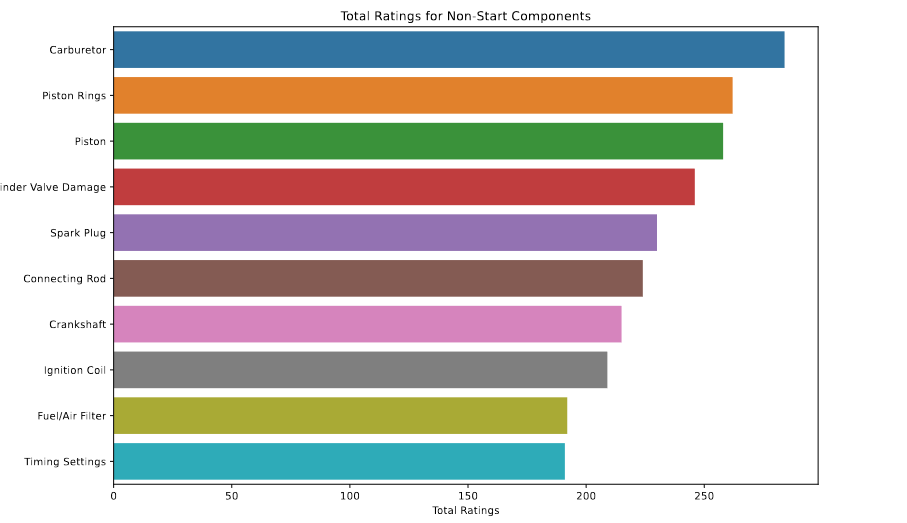 Total Ratings for Non-Start Components
Carburetor
Piston Rings
Piston
Valve Damage
Spark Plug
Connecting Rod
Crankshaft
Ignition Coil
Fuel/Air Filter
Timing Settings
0 50 100 150 200 250
Total Ratings